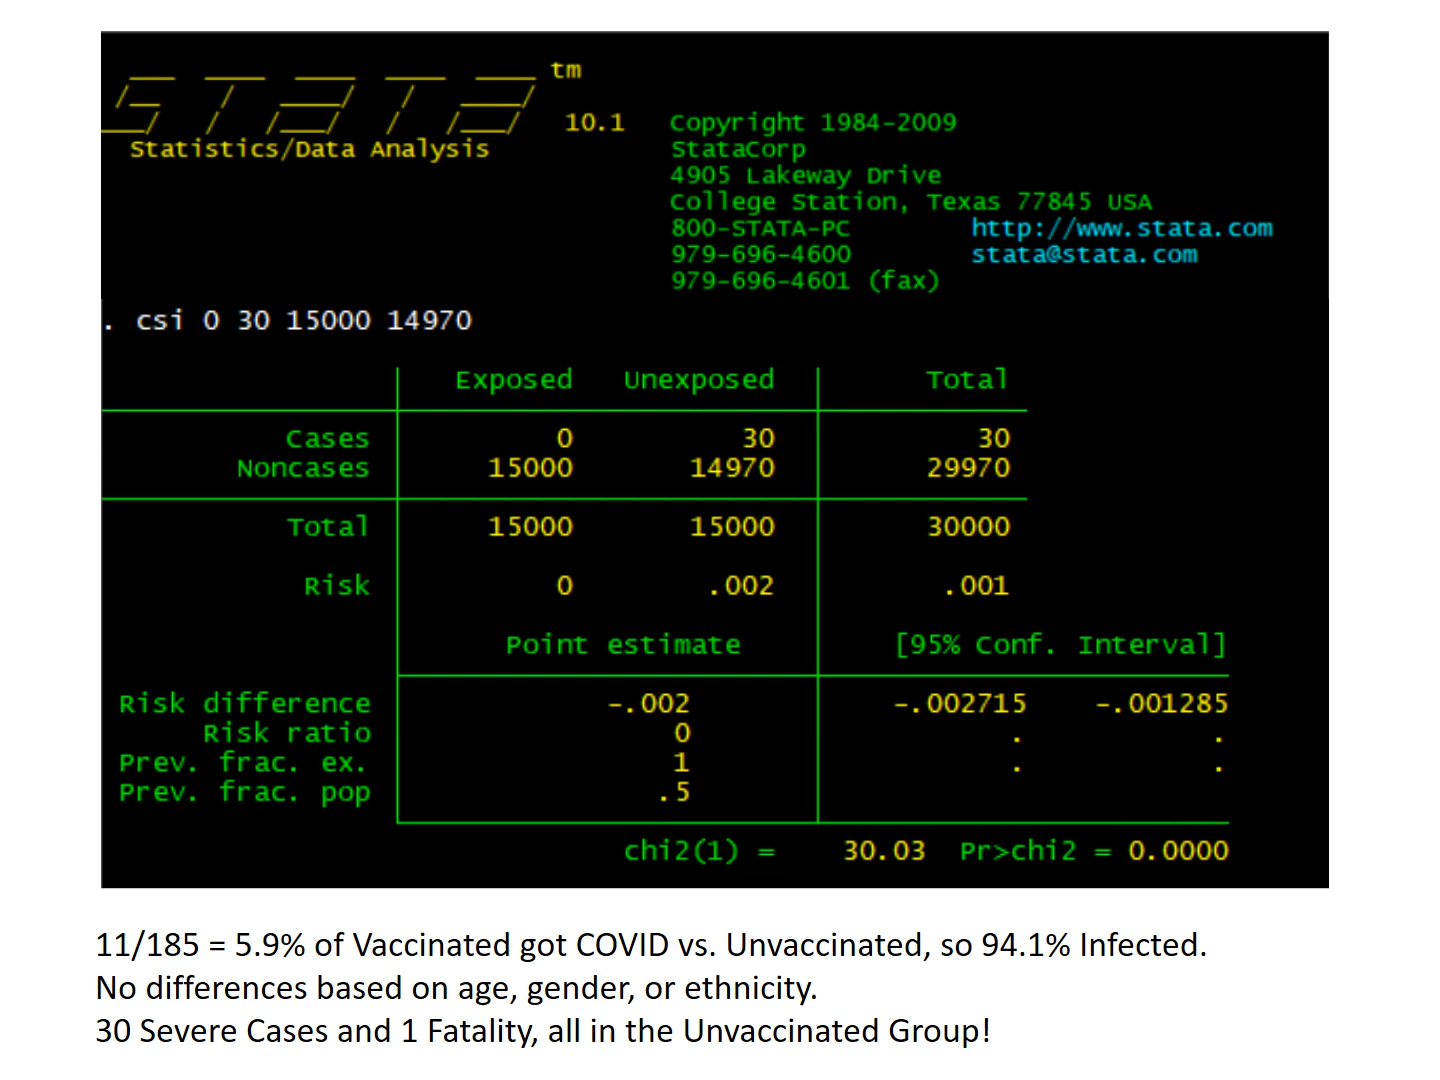 STATA tm
10.1 Copyright 1984-2009
Statistics/Data Analysis StataCorp
4905 Lakeway Drive
College Station, Texas 77845 USA
800-STATA-PC http://www.stata.com
979-696-4600 stata@stata.com
979-696-4601 (fax)
. csi 0 30 15000 14970
Exposed Unexposed Total
Cases 0 30 30
Noncases 15000 14970 29970
Total 15000 15000 30000
Risk 0 .002 .001
Point estimate [95% Conf. Interval]
Risk difference -.002 -.002715 -.001285
Risk ratio 0 . .
Prev. frac. ex. 1 . .
Prev. frac. pop .5
chi2(1) = 30.03 Pr>chi2 = 0.0000
11/185 = 5.9% of Vaccinated got COVID vs. Unvaccinated, so 94.1% Infected.
No differences based on age, gender, or ethnicity.
30 Severe Cases and 1 Fatality, all in the Unvaccinated Group!